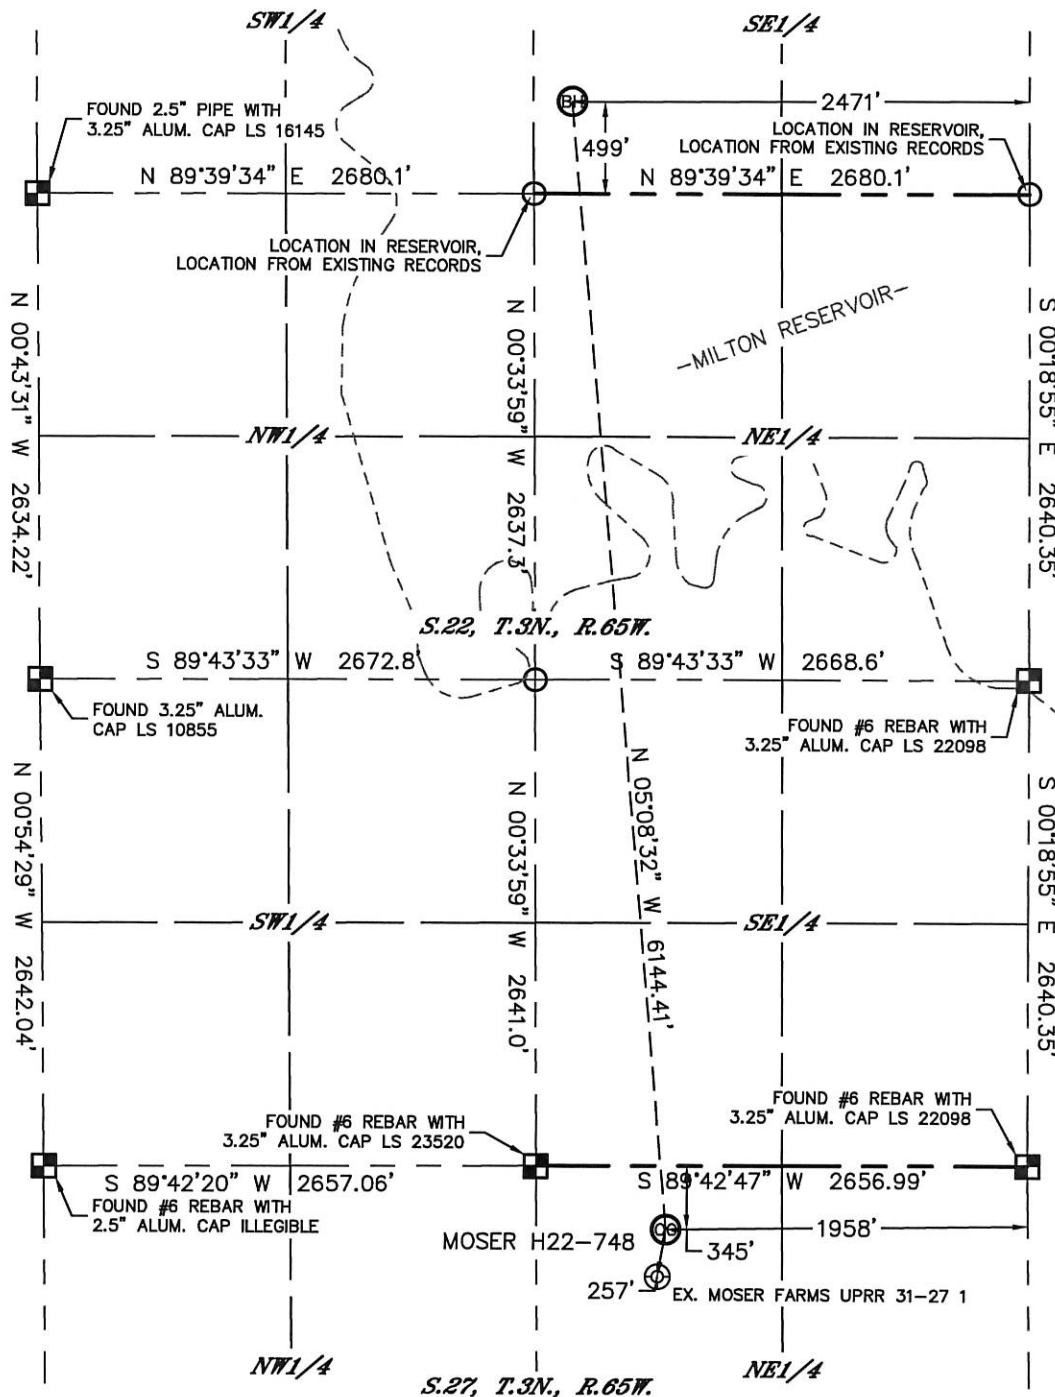 SW1/4
SE1/4
FOUND 2.5" PIPE WITH
3.25" ALUM. CAP LS 16145
BH
2471'
499'
LOCATION IN RESERVOIR,
LOCATION FROM EXISTING RECORDS
N 89°39'34" E 2680.1'
N 89°39'34" E 2680.1'
LOCATION IN RESERVOIR,
LOCATION FROM EXISTING RECORDS
N 00°43'31" W 2634.22'
N 00°33'59" W 2637.3'
-MILTON RESERVOIR-
S 00°18'55" E 2640.35'
NW1/4
NE1/4
S.22, T.3N., R.65W.
S 89°43'33" W 2672.8'
S 89°43'33" W 2668.6'
FOUND 3.25" ALUM.
CAP LS 10855
FOUND #6 REBAR WITH
3.25" ALUM. CAP LS 22098
N 00°54'29" W 2642.04'
N 00°33'59" W 2641.0'
N 05°08'32" W 6144.41'
S 00°18'55" E 2640.35'
SW1/4
SE1/4
FOUND #6 REBAR WITH
3.25" ALUM. CAP LS 23520
FOUND #6 REBAR WITH
3.25" ALUM. CAP LS 22098
S 89°42'20" W 2657.06'
S 89°42'47" W 2656.99'
FOUND #6 REBAR WITH
2.5" ALUM. CAP ILLEGIBLE
MOSER H22-748
1958'
345'
257'
EX. MOSER FARMS UPRR 31-27 1
NW1/4
NE1/4
S.27, T.3N., R.65W.